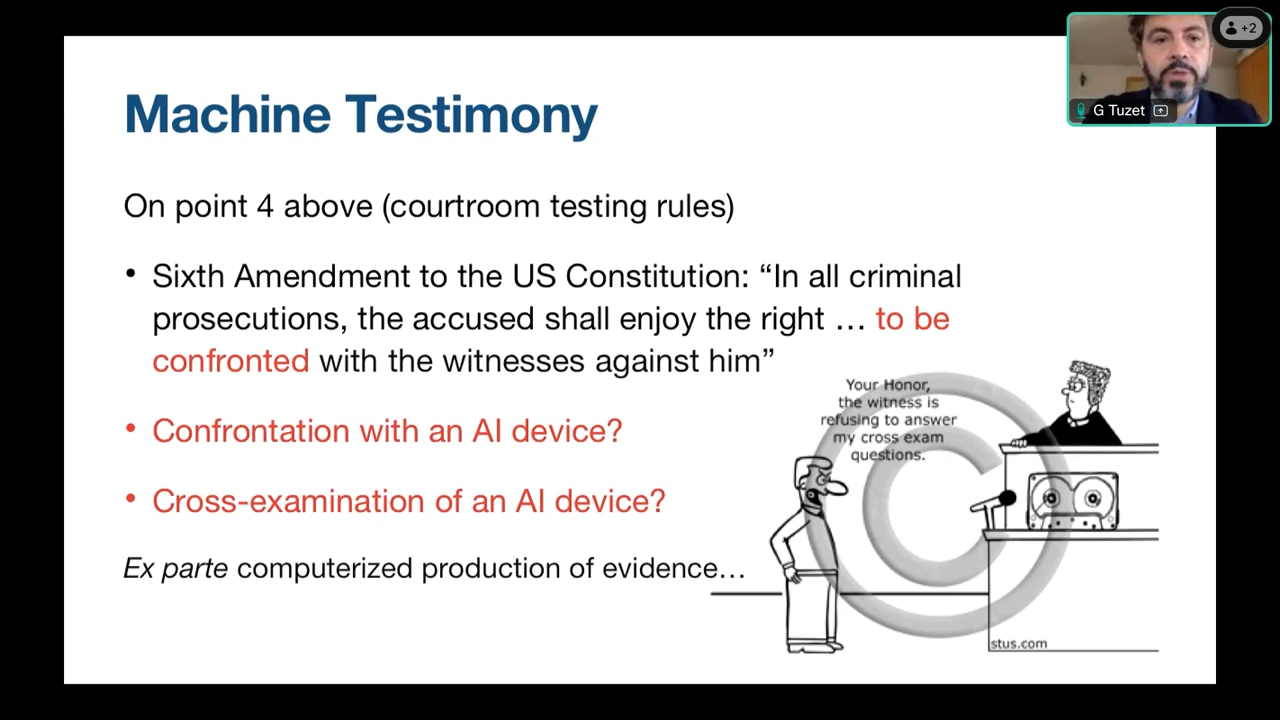 Machine Testimony
On point 4 above (courtroom testing rules)
• Sixth Amendment to the US Constitution: “In all criminal
prosecutions, the accused shall enjoy the right … to be
confronted with the witnesses against him”
• Confrontation with an AI device?
• Cross-examination of an AI device?
Ex parte computerized production of evidence…
Your Honor,
the witness is
refusing to answer
my cross exam
questions.
©
stus.com
+2
G Tuzet